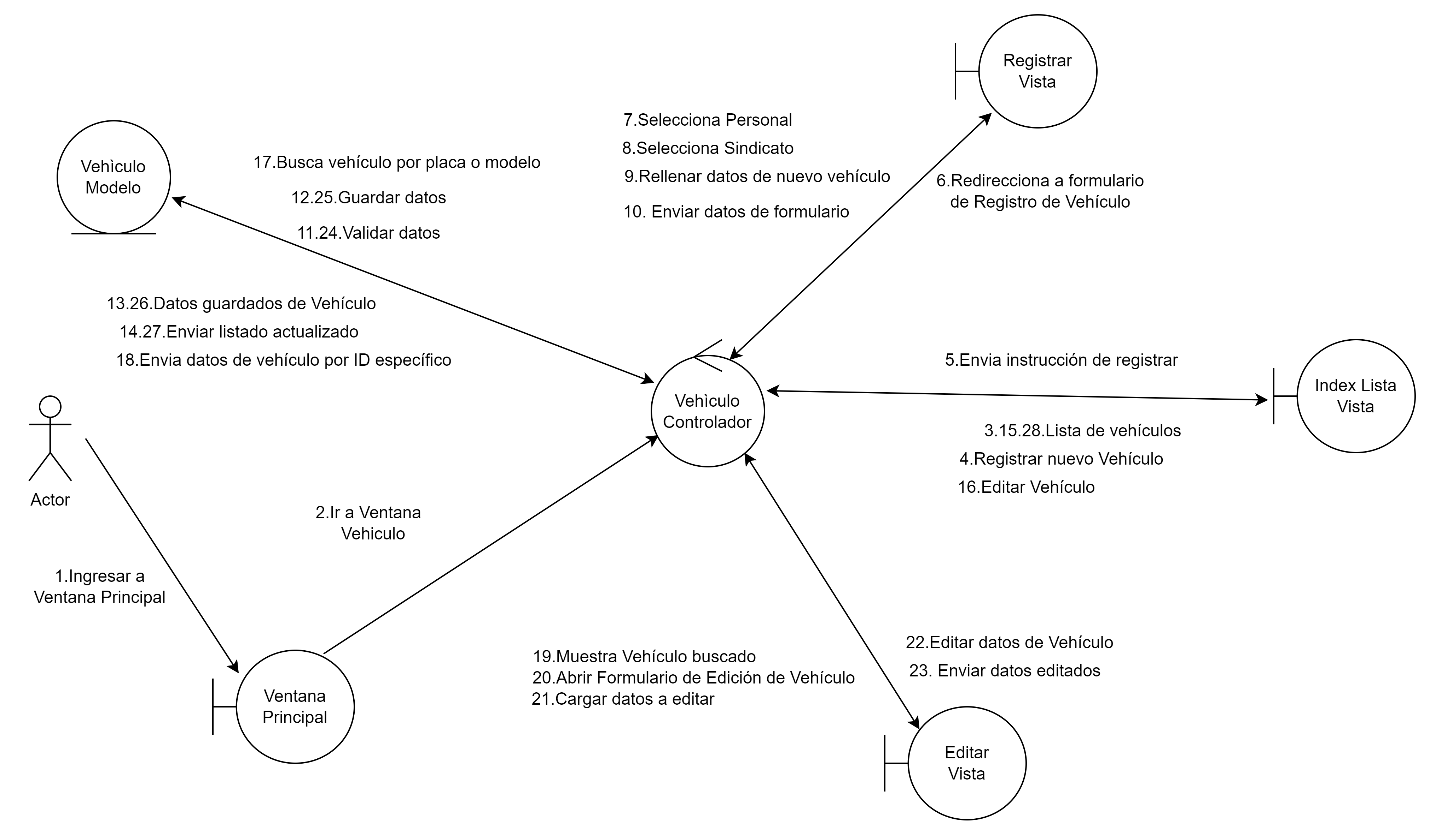 Registrar
Vista
7.Selecciona Personal
8.Selecciona Sindicato
9.Rellenar datos de nuevo vehículo
10. Enviar datos de formulario
6.Redirecciona a formulario
de Registro de Vehículo
Vehìculo
Modelo
17.Busca vehículo por placa o modelo
12.25.Guardar datos
11.24.Validar datos
13.26.Datos guardados de Vehículo
14.27.Enviar listado actualizado
18.Envia datos de vehículo por ID específico
Vehìculo
Controlador
5.Envia instrucción de registrar
Index Lista
Vista
3.15.28.Lista de vehículos
4.Registrar nuevo Vehículo
16.Editar Vehículo
Actor
2.Ir a Ventana
Vehiculo
1.Ingresar a
Ventana Principal
Ventana
Principal
19.Muestra Vehículo buscado
20.Abrir Formulario de Edición de Vehículo
21.Cargar datos a editar
22.Editar datos de Vehículo
23. Enviar datos editados
Editar
Vista